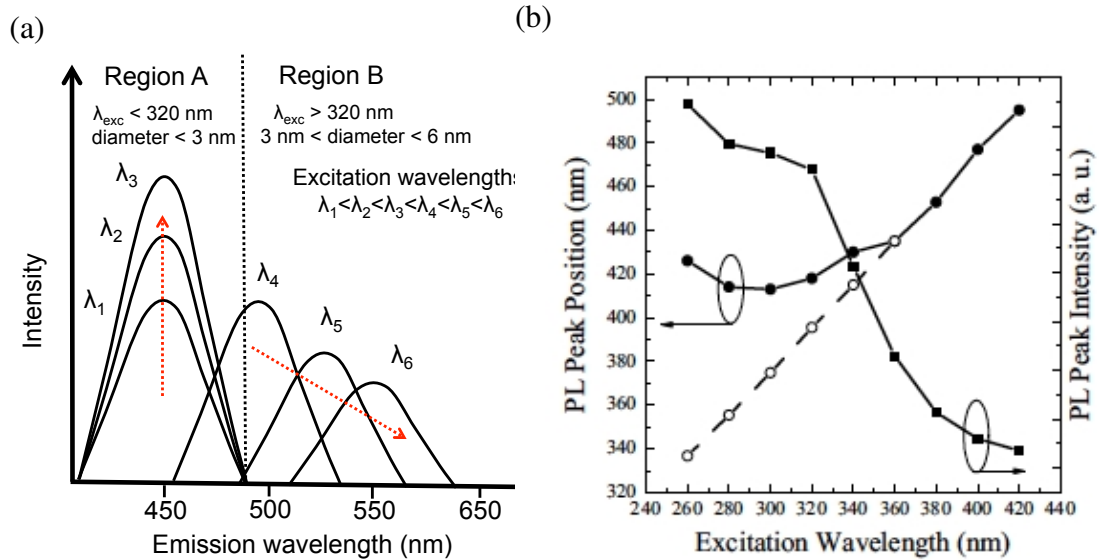 (a)
Region A
λexc < 320 nm
diameter < 3 nm
Region B
λexc > 320 nm
3 nm < diameter < 6 nm
Excitation wavelengths
λ1<λ2<λ3<λ4<λ5<λ6
λ3
λ2
λ1
λ4
λ5
λ6
Intensity
450 500 550 650
Emission wavelength (nm)
(b)
PL Peak Position (nm)
500
480
460
440
420
400
380
360
340
320
240 260 280 300 320 340 360 380 400 420 440
Excitation Wavelength (nm)
PL Peak Intensity (a. u.)